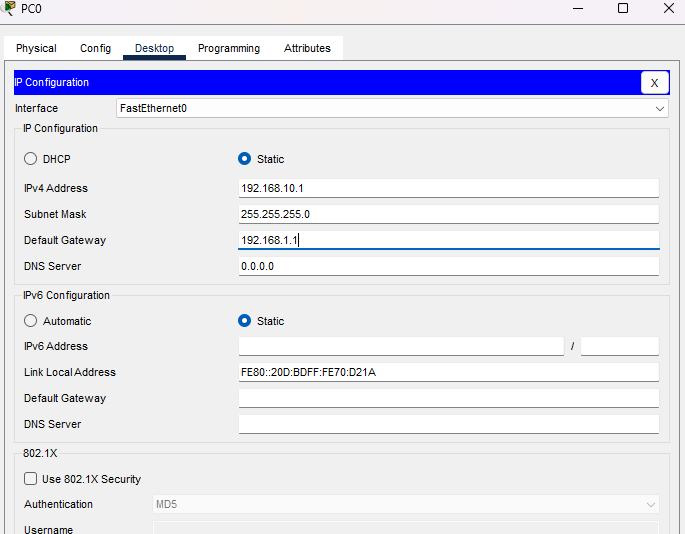 PC0
Physical Config Desktop Programming Attributes
IP Configuration X
Interface FastEthernet0
IP Configuration
DHCP Static
IPv4 Address 192.168.10.1
Subnet Mask 255.255.255.0
Default Gateway 192.168.1.1
DNS Server 0.0.0.0
IPv6 Configuration
Automatic Static
IPv6 Address /
Link Local Address FE80::20D:BDFF:FE70:D21A
Default Gateway
DNS Server
802.1X
Use 802.1X Security
Authentication MD5
Username